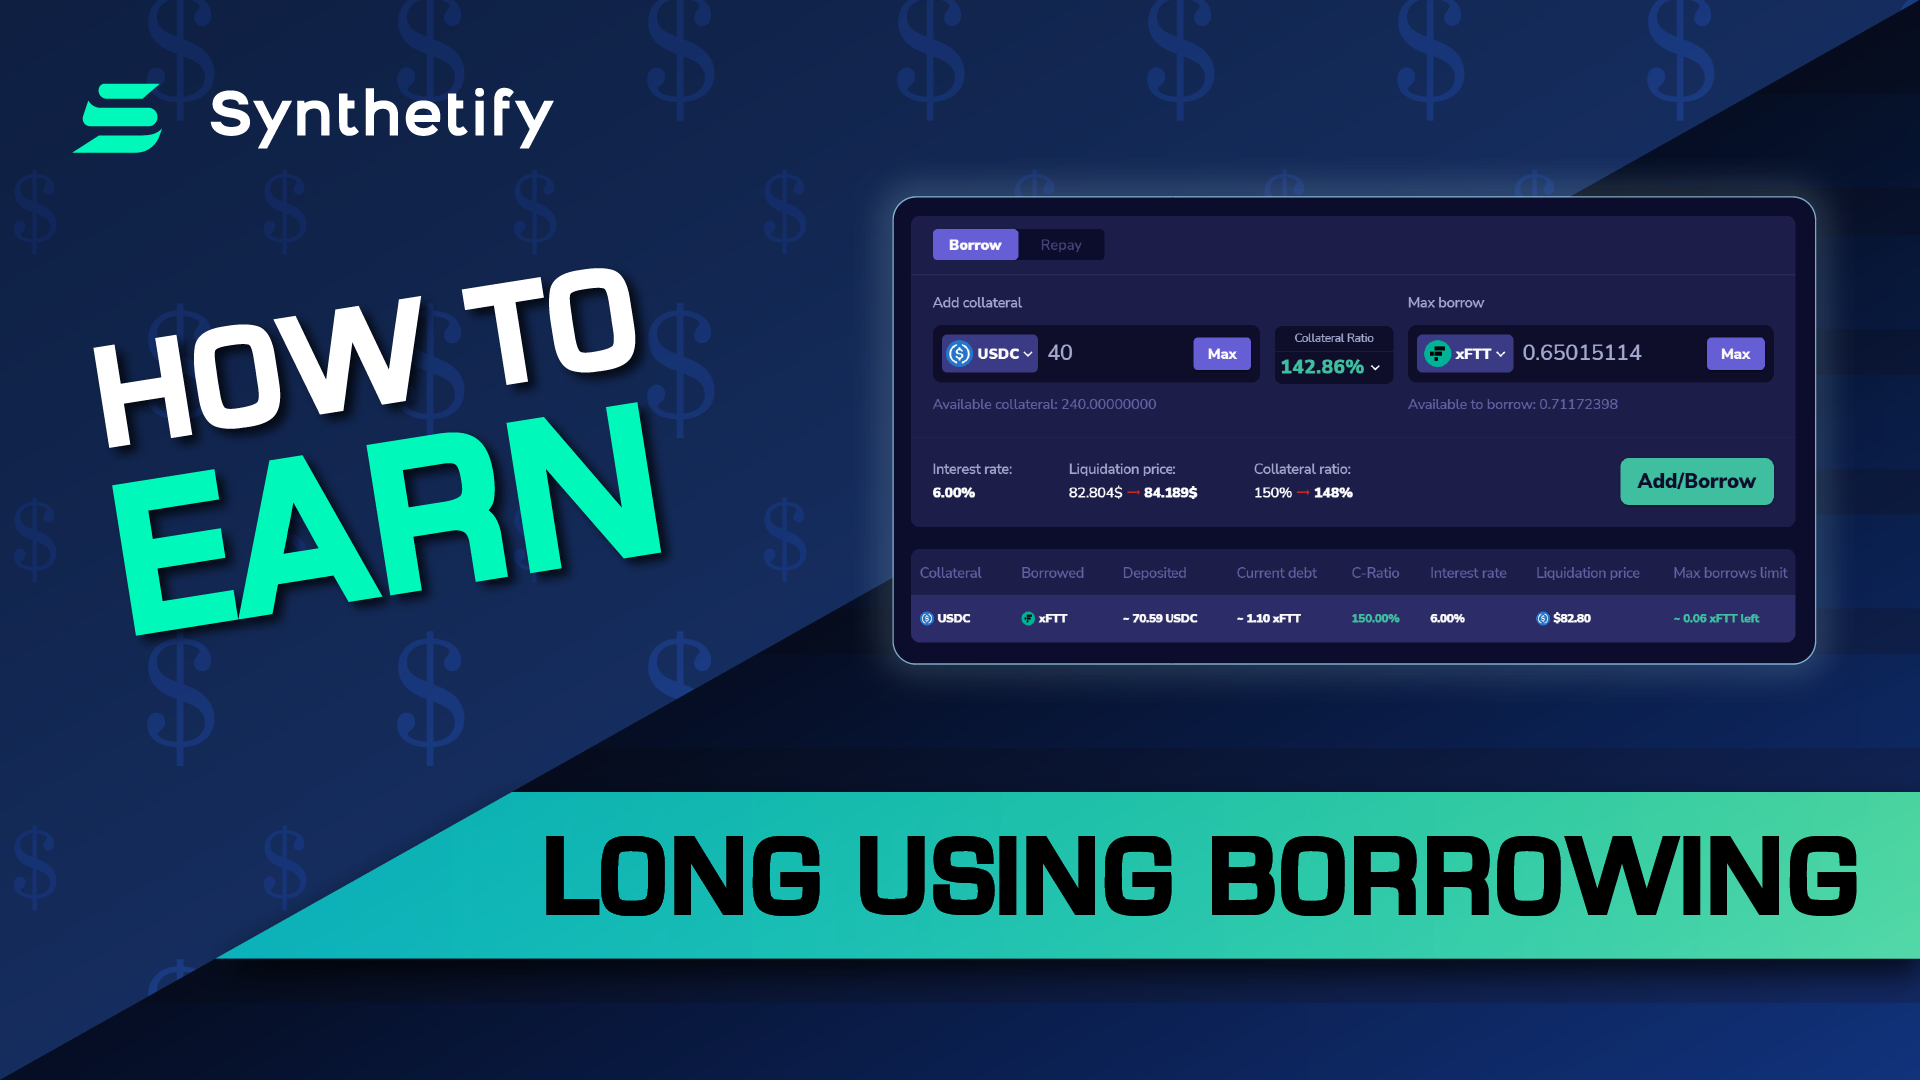 Synthetify
HOW TO
EARN
Borrow Repay
Add collateral
USDC 40 Max
Available collateral: 240.00000000
Collateral Ratio
142.86%
Max borrow
xFTT 0.65015114 Max
Available to borrow: 0.71172398
Interest rate: Liquidation price: Collateral ratio:
6.00% 82.804$ → 84.189$ 150% → 148%
Add/Borrow
Collateral Borrowed Deposited Current debt C-Ratio Interest rate Liquidation price Max borrows limit
USDC xFTT ~ 70.59 USDC ~ 1.10 xFTT 150.00% 6.00% $82.80 ~ 0.06 xFTT left
LONG USING BORROWING